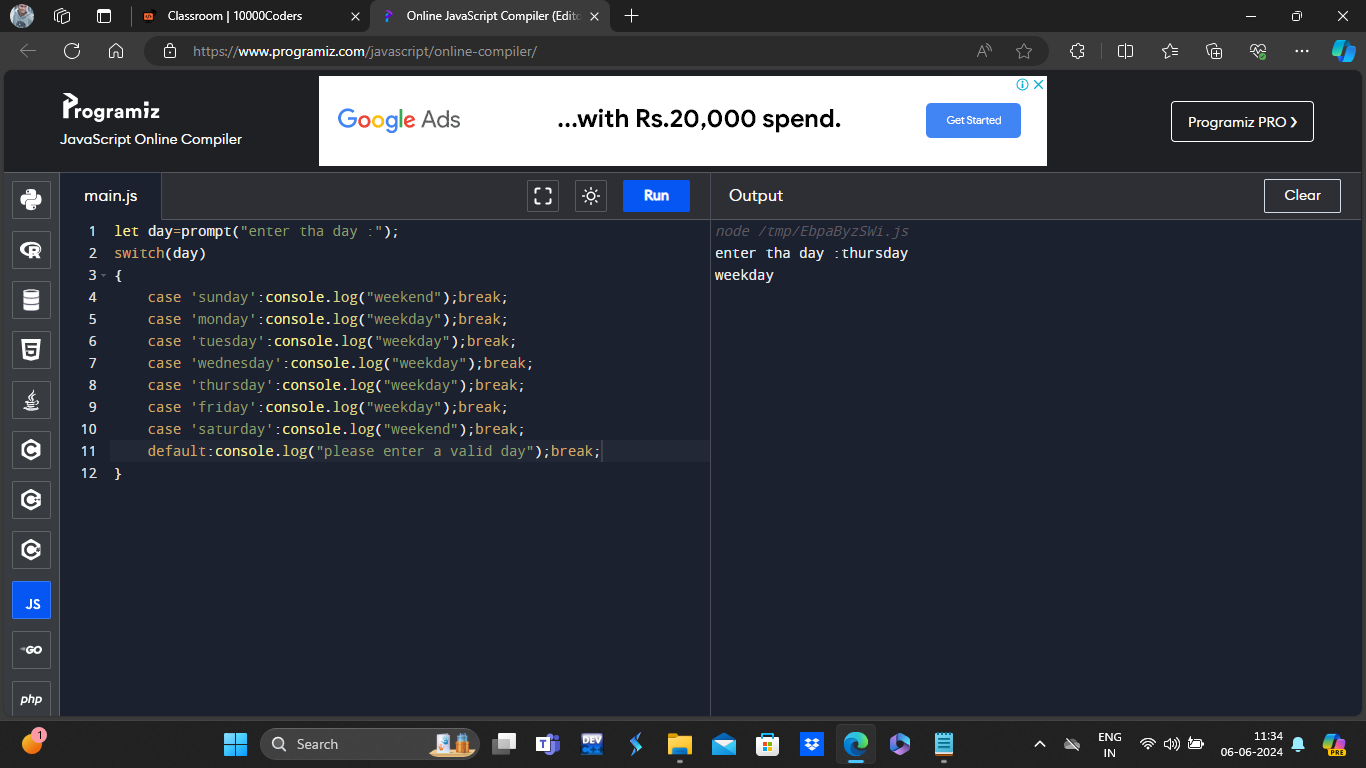 Classroom | 10000Coders
Online JavaScript Compiler (Edito
https://www.programiz.com/javascript/online-compiler/
Programiz
JavaScript Online Compiler
Google Ads
...with Rs.20,000 spend.
Get Started
Programiz PRO ›
main.js
Run
Output
Clear
1 let day=prompt("enter tha day :");
2 switch(day)
3 {
4 case 'sunday':console.log("weekend");break;
5 case 'monday':console.log("weekday");break;
6 case 'tuesday':console.log("weekday");break;
7 case 'wednesday':console.log("weekday");break;
8 case 'thursday':console.log("weekday");break;
9 case 'friday':console.log("weekday");break;
10 case 'saturday':console.log("weekend");break;
11 default:console.log("please enter a valid day");break;
12 }
node /tmp/EbpaByzSWi.js
enter tha day :thursday
weekday
R
5
C
C
C
JS
GO
php
1
Search
DEV
ENG
IN
11:34
06-06-2024
PRE